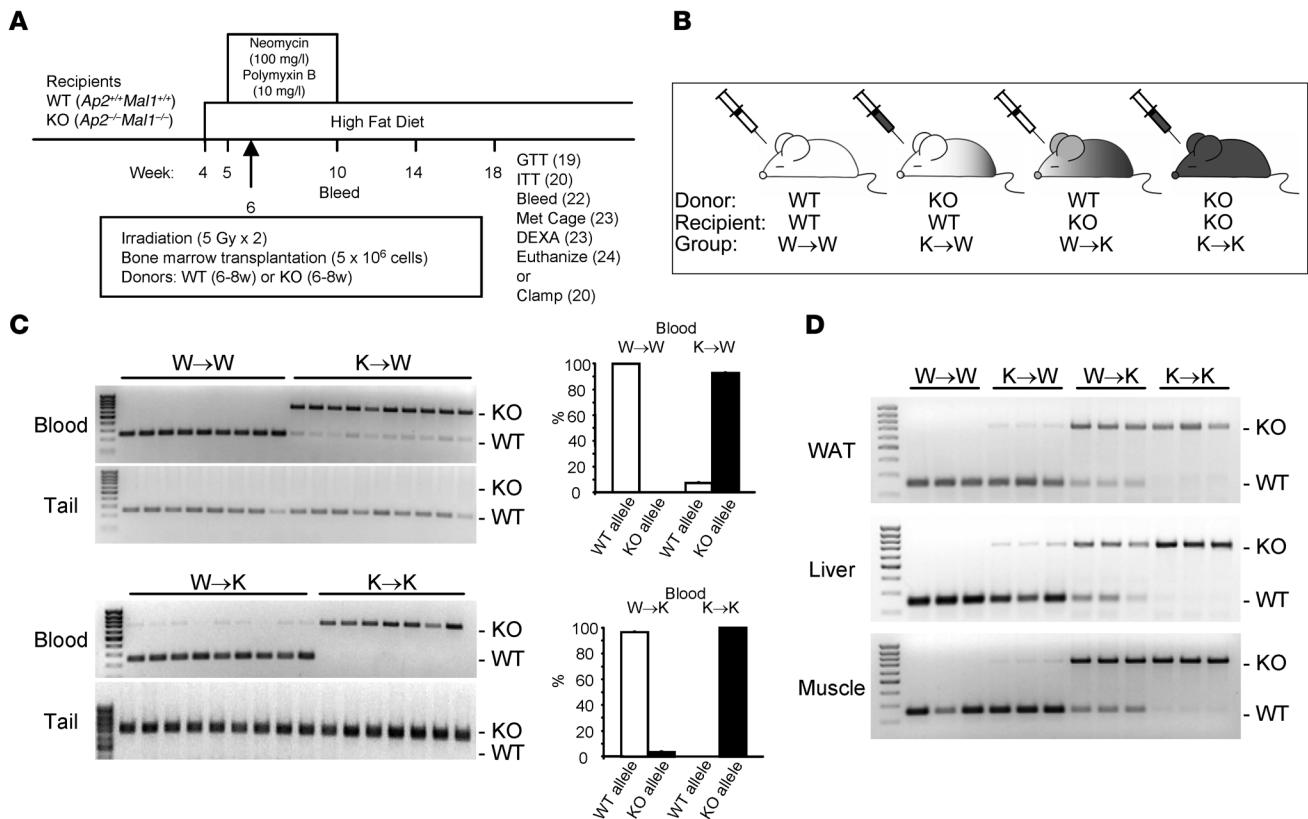 A
Neomycin
(100 mg/l)
Polymyxin B
(10 mg/l)
Recipients
WT (Ap2+/+Mal1+/+)
KO (Ap2–/–Mal1–/–)
High Fat Diet
Week: 4 5 10 14 18
Bleed
6
GTT (19)
ITT (20)
Bleed (22)
Met Cage (23)
DEXA (23)
Euthanize (24)
or
Clamp (20)
Irradiation (5 Gy x 2)
Bone marrow transplantation (5 x 10⁶ cells)
Donors: WT (6-8w) or KO (6-8w)
B
Donor: WT KO WT KO
Recipient: WT WT KO KO
Group: W→W K→W W→K K→K
C
W→W K→W
Blood
- KO
- WT
Tail
- KO
- WT
Blood
W→W K→W
100
80
60
40
20
0
%
WT allele
KO allele
WT allele
KO allele
W→K K→K
Blood
- KO
- WT
Tail
- KO
- WT
Blood
W→K K→K
100
80
60
40
20
0
%
WT allele
KO allele
WT allele
KO allele
D
W→W K→W W→K K→K
WAT
- KO
- WT
Liver
- KO
- WT
Muscle
- KO
- WT